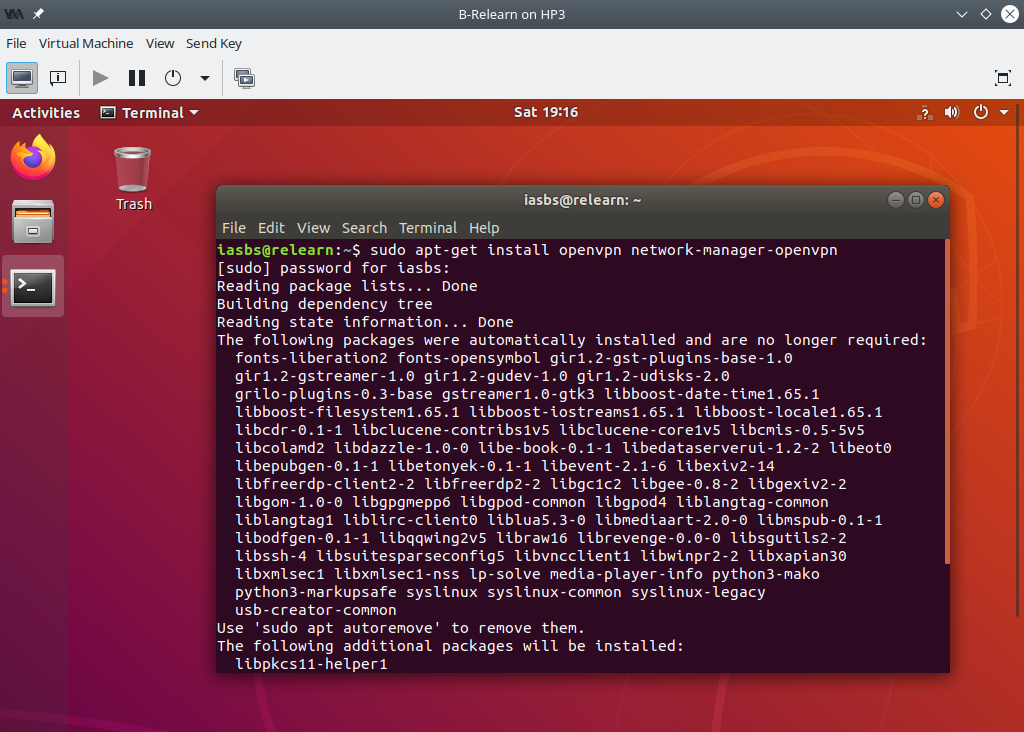 B-Relearn on HP3
File Virtual Machine View Send Key
Activities Terminal Sat 19:16 ?
Trash
iasbs@relearn: ~
File Edit View Search Terminal Help
iasbs@relearn:~$ sudo apt-get install openvpn network-manager-openvpn
[sudo] password for iasbs:
Reading package lists... Done
Building dependency tree
Reading state information... Done
The following packages were automatically installed and are no longer required:
fonts-liberation2 fonts-opensymbol gir1.2-gst-plugins-base-1.0
gir1.2-gstreamer-1.0 gir1.2-gudev-1.0 gir1.2-udisks-2.0
grilo-plugins-0.3-base gstreamer1.0-gtk3 libboost-date-time1.65.1
libboost-filesystem1.65.1 libboost-iostreams1.65.1 libboost-locale1.65.1
libcdr-0.1-1 libclucene-contribs1v5 libclucene-core1v5 libcmis-0.5-5v5
libcolamd2 libdazzle-1.0-0 libe-book-0.1-1 libedataserverui-1.2-2 libeot0
libepubgen-0.1-1 libetonyek-0.1-1 libevent-2.1-6 libexiv2-14
libfreerdp-client2-2 libfreerdp2-2 libgc1c2 libgee-0.8-2 libgexiv2-2
libgom-1.0-0 libgpgmepp6 libgpod-common libgpod4 liblangtag-common
liblangtag1 liblirc-client0 liblua5.3-0 libmediaart-2.0-0 libmspub-0.1-1
libodfgen-0.1-1 libqqwing2v5 libraw16 librevenge-0.0-0 libsgutils2-2
libssh-4 libsuitesparseconfig5 libvncclient1 libwinpr2-2 libxapian30
libxmlsec1 libxmlsec1-nss lp-solve media-player-info python3-mako
python3-markupsafe syslinux syslinux-common syslinux-legacy
usb-creator-common
Use 'sudo apt autoremove' to remove them.
The following additional packages will be installed:
libpkcs11-helper1